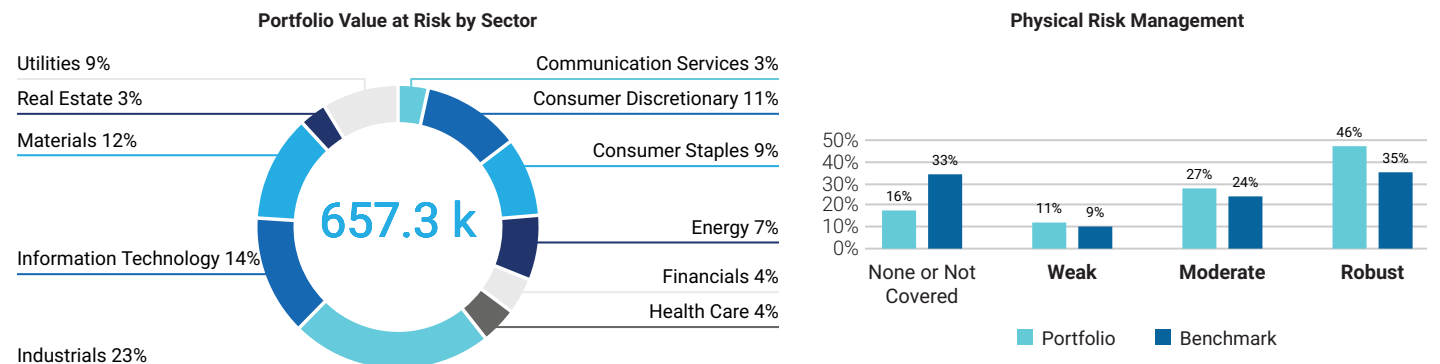 Portfolio Value at Risk by Sector
Utilities 9%
Real Estate 3%
Materials 12%
Information Technology 14%
Industrials 23%
657.3 k
Communication Services 3%
Consumer Discretionary 11%
Consumer Staples 9%
Energy 7%
Financials 4%
Health Care 4%
Physical Risk Management
50%
40%
30%
20%
10%
0%
16%
33%
11%
9%
27%
24%
46%
35%
None or Not
Covered
Weak
Moderate
Robust
Portfolio
Benchmark